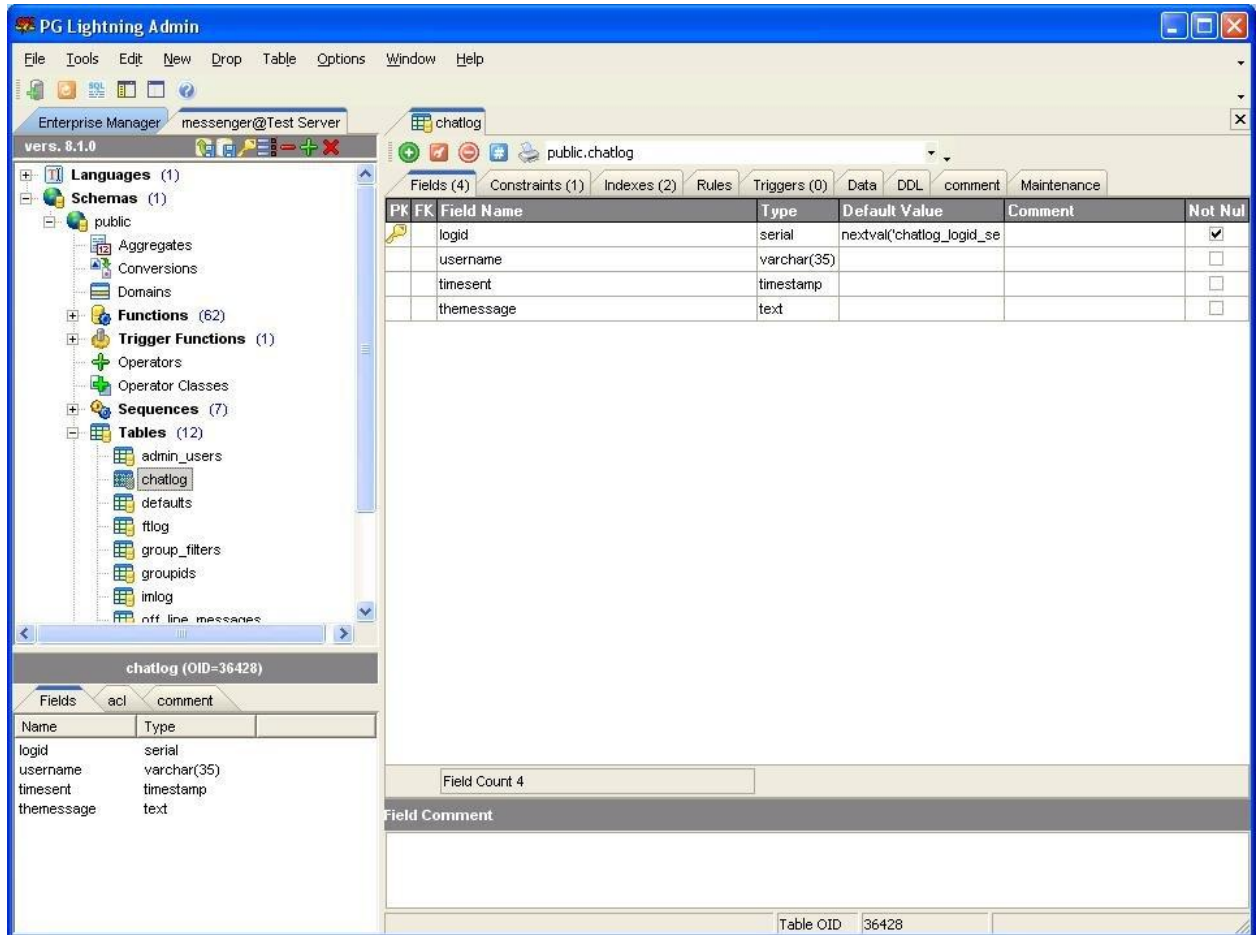 PG Lightning Admin
File Tools Edit New Drop Table Options Window Help
SQL
Enterprise Manager messenger@Test Server
vers. 8.1.0
Languages (1)
Schemas (1)
public
Aggregates
Conversions
Domains
Functions (62)
Trigger Functions (1)
Operators
Operator Classes
Sequences (7)
Tables (12)
admin_users
chatlog
defaults
ftlog
group_filters
groupids
imlog
off_line_messages
chatlog (OID=36428)
Fields acl comment
Name Type
logid serial
username varchar(35)
timesent timestamp
themessage text
chatlog
public.chatlog
Fields (4) Constraints (1) Indexes (2) Rules Triggers (0) Data DDL comment Maintenance
PK FK Field Name Type Default Value Comment Not Nul
logid serial nextval('chatlog_logid_se
username varchar(35)
timesent timestamp
themessage text
Field Count 4
Field Comment
Table OID 36428